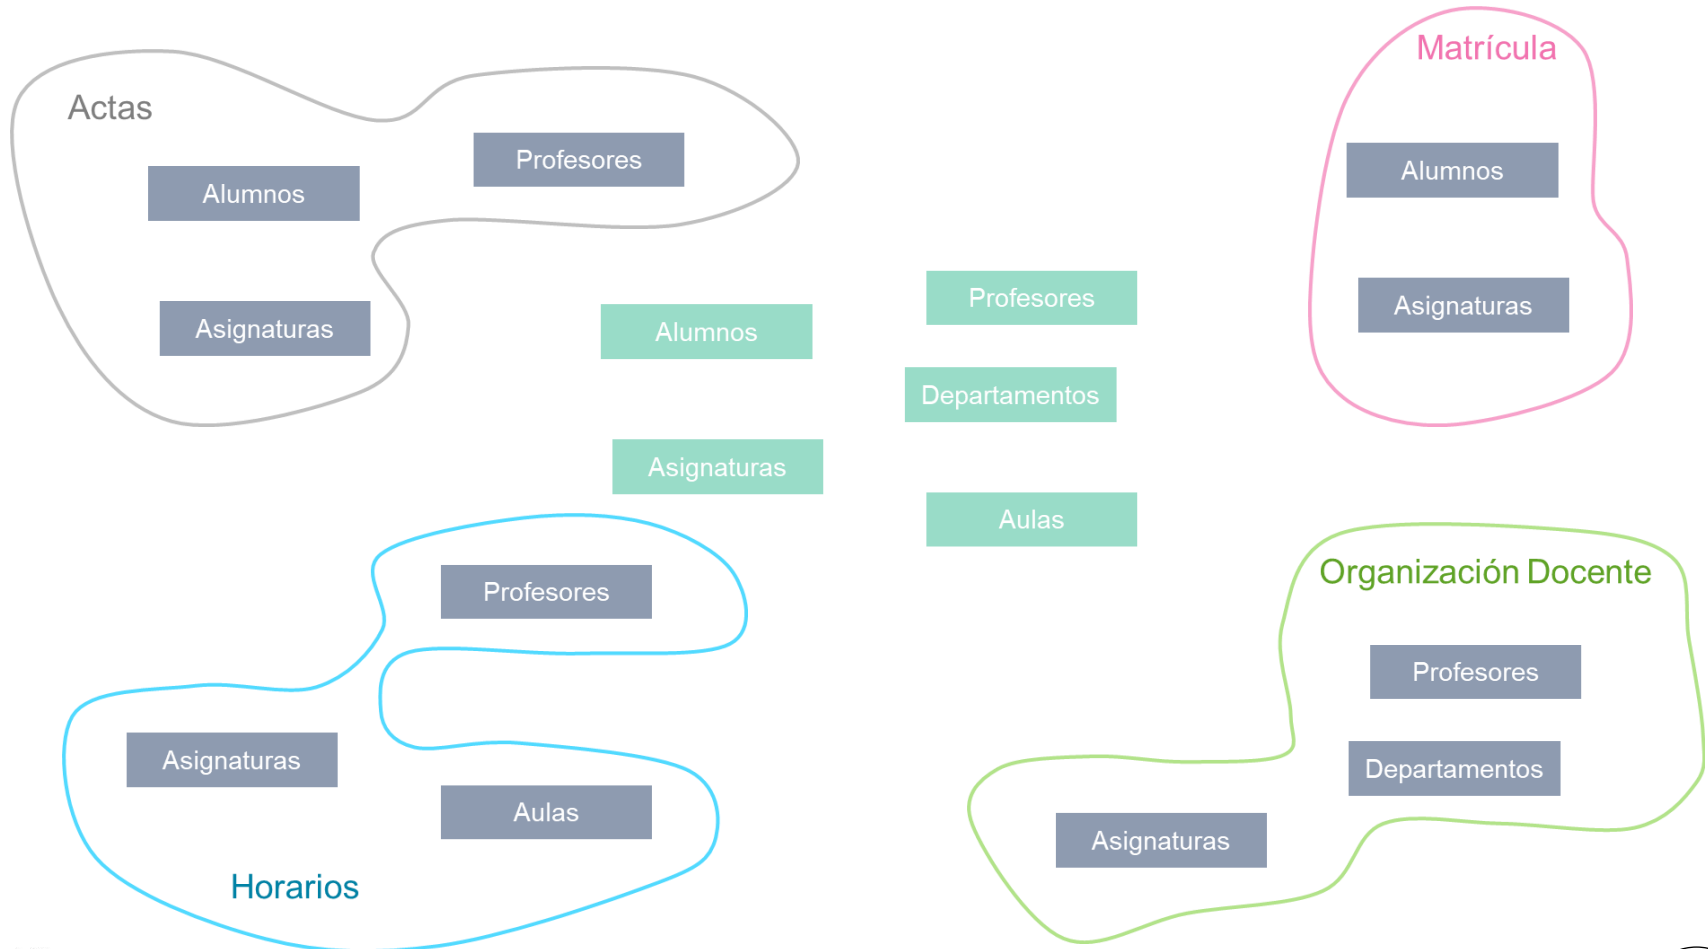 Actas
Alumnos
Profesores
Asignaturas
Matrícula
Alumnos
Asignaturas
Alumnos
Profesores
Departamentos
Asignaturas
Aulas
Profesores
Asignaturas
Aulas
Horarios
Organización Docente
Profesores
Departamentos
Asignaturas